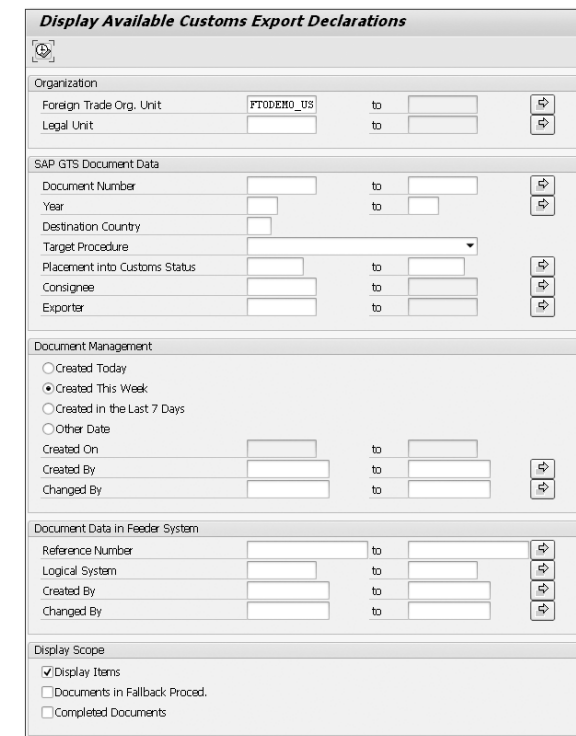 Display Available Customs Export Declarations
Organization
Foreign Trade Org. Unit FTODEMO_US to
Legal Unit to
SAP GTS Document Data
Document Number to
Year to
Destination Country
Target Procedure
Placement into Customs Status to
Consignee to
Exporter to
Document Management
Created Today
Created This Week
Created in the Last 7 Days
Other Date
Created On to
Created By to
Changed By to
Document Data in Feeder System
Reference Number to
Logical System to
Created By to
Changed By to
Display Scope
Display Items
Documents in Fallback Proced.
Completed Documents